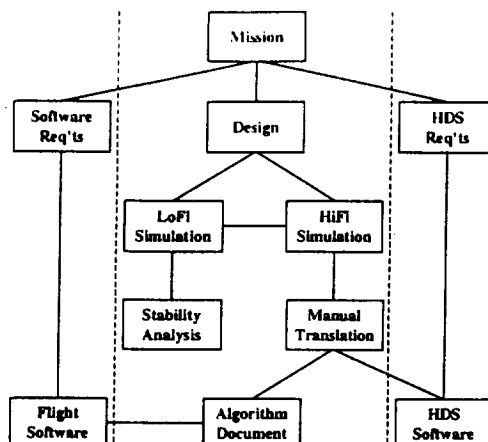 Mission
Software
Req'ts
Design
HDS
Req'ts
LoFI
Simulation
HiFI
Simulation
Stability
Analysis
Manual
Translation
Flight
Software
Algorithm
Document
HDS
Software